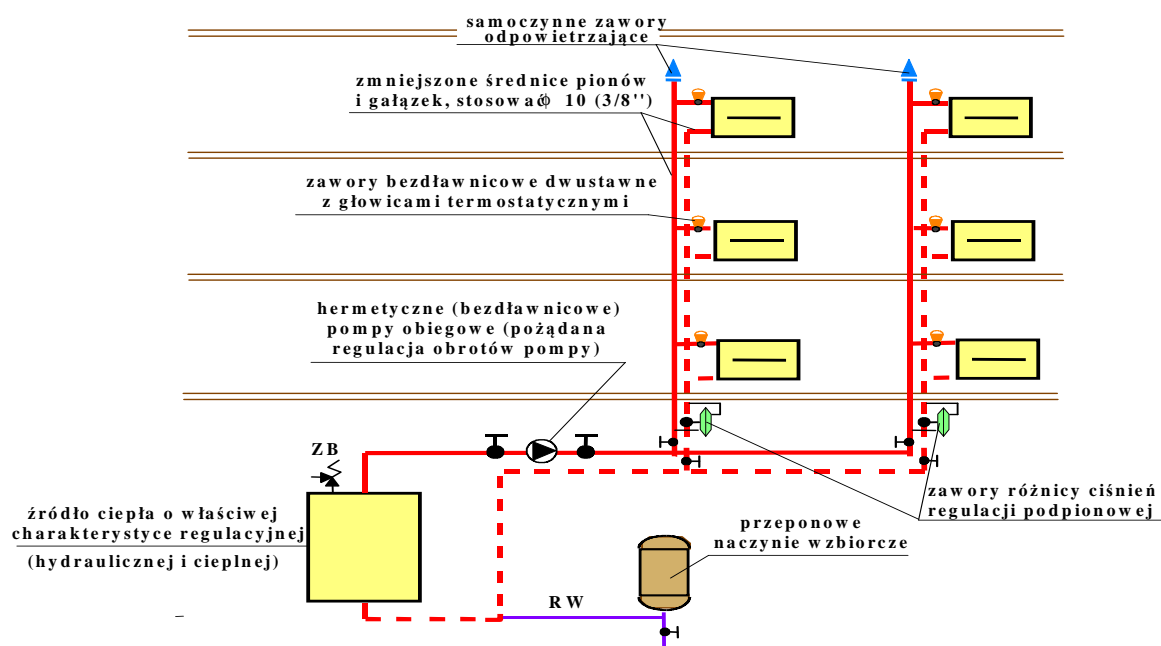 samoczynne zawory
odpowietrzające
zmniejszone średnice pionów
i gałązek, stosować ϕ 10 (3/8'')
zawory bezdławnicowe dwustawne
z głowicami termostatycznymi
hermetyczne (bezdławnicowe)
pompy obiegowe (pożądana
regulacja obrotów pompy)
ZB
źródło ciepła o właściwej
charakterystyce regulacyjnej
(hydraulicznej i cieplnej)
zawory różnicy ciśnień
regulacji podpionowej
przeponowe
naczynie wzbiorcze
RW